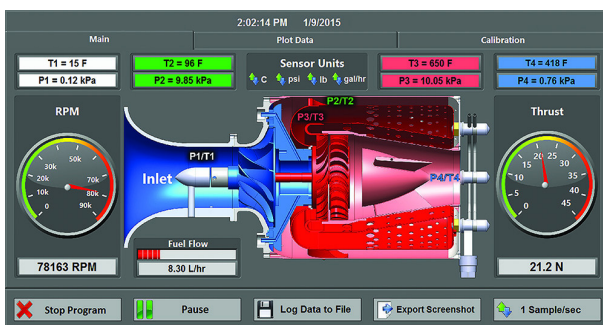 2:02:14 PM 1/9/2015
Main Plot Data Calibration
T1 = 15 F
P1 = 0.12 kPa
T2 = 96 F
P2 = 9.85 kPa
Sensor Units
C psi lb gal/hr
T3 = 650 F
P3 = 10.05 kPa
T4 = 418 F
P4 = 0.76 kPa
RPM
0
10k
20k
30k
50k
70k
80k
90k
78163 RPM
Inlet
P1/T1
P2/T2
P3/T3
P4/T4
Fuel Flow
8.30 L/hr
Thrust
0
5
10
15
20
25
30
35
40
45
21.2 N
Stop Program Pause Log Data to File Export Screenshot 1 Sample/sec